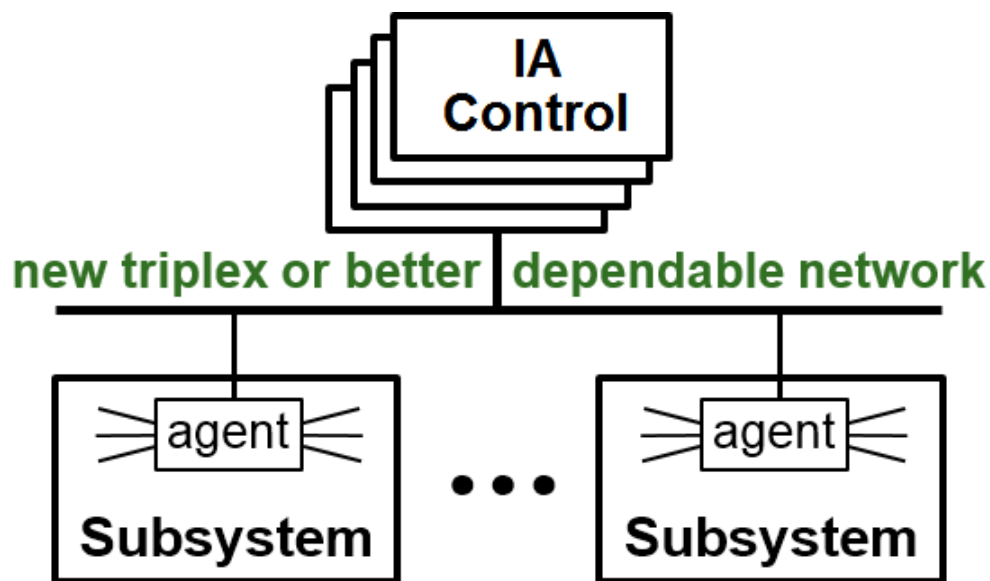 IA
Control
new triplex or better dependable network
agent agent
Subsystem Subsystem